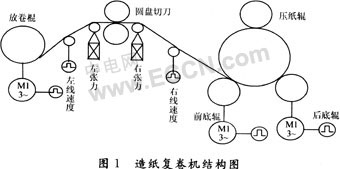 放卷辊
圆盘切刀
压纸辊
M1
3~
左线速度
左张力
右张力
右线速度
前底辊
M1
3~
M1
3~
后底辊
图1 造纸复卷机结构图